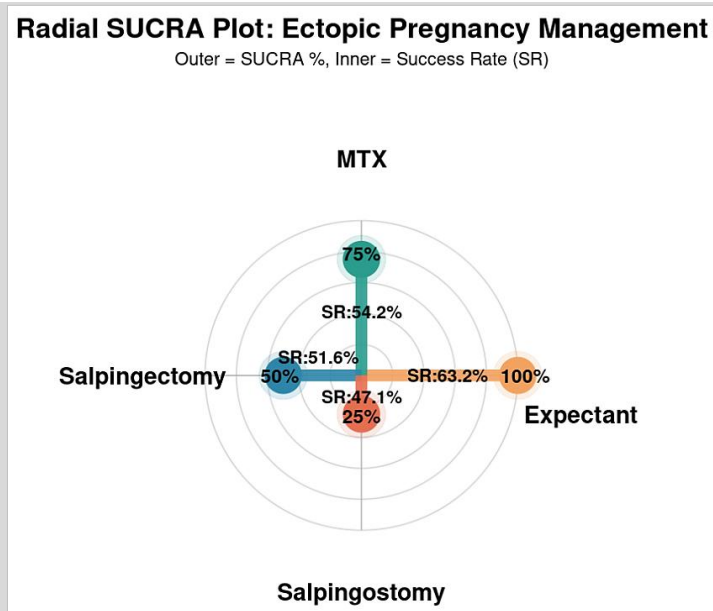 Radial SUCRA Plot: Ectopic Pregnancy Management
Outer = SUCRA %, Inner = Success Rate (SR)
MTX
75%
SR:54.2%
SR:51.6%
Salpingectomy
50%
SR:63.2%
100%
SR:47.1%
25%
Expectant
Salpingostomy